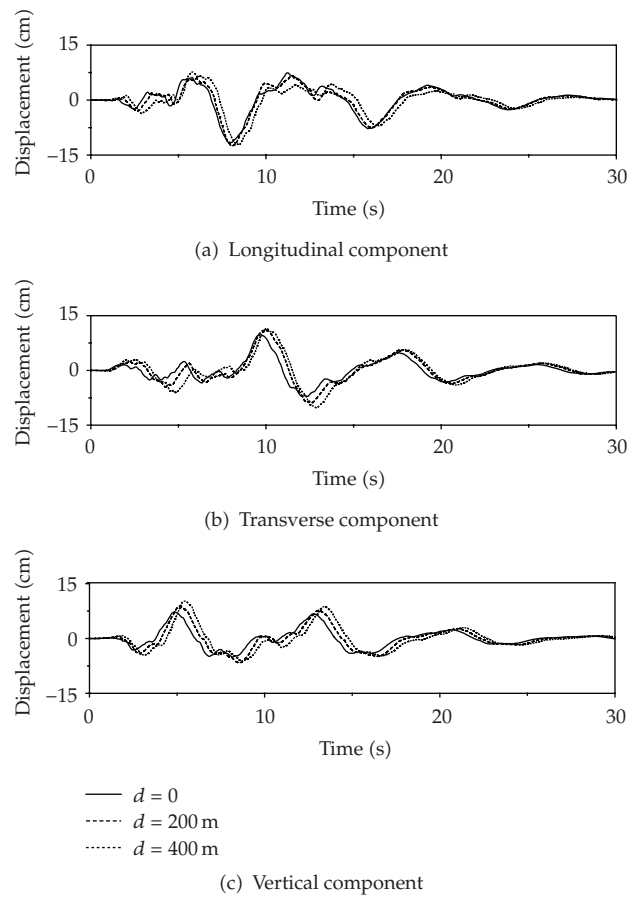 Displacement (cm)
15
0
−15
0
10
20
30
Time (s)
(a) Longitudinal component
Displacement (cm)
15
0
−15
0
10
20
30
Time (s)
(b) Transverse component
Displacement (cm)
15
0
−15
0
10
20
30
Time (s)
d = 0
d = 200 m
d = 400 m
(c) Vertical component